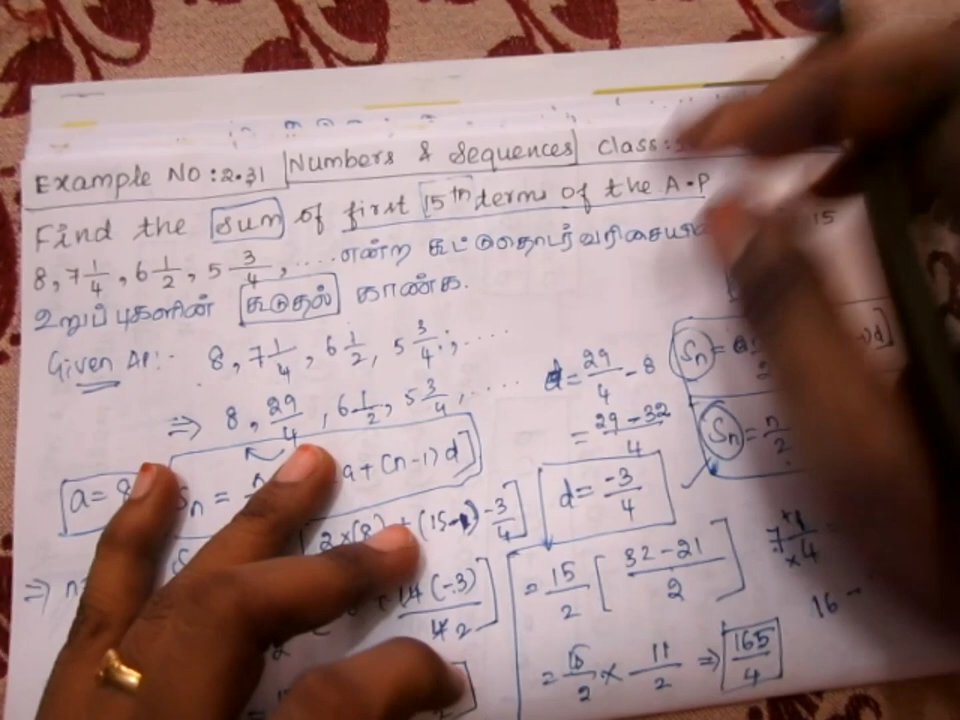 Example NO : 2.31 Numbers & Sequences Class:
Find the sum of first 15th terms of the A.P
8, 7 1/4, 6 1/2, 5 3/4, .... என்ற கூட்டுதொடர் வரிசையின்
உறுப்புகளின் கூடுதல் காண்க.
Given AP:- 8, 7 1/4, 6 1/2, 5 3/4, ....
⇒ 8, 29/4, 6 1/2, 5 3/4, ....
a = 8
Sn = [ a + (n-1) d ]
[ 2 × (8) + (15-1) -3/4 ]
14 (-3) / 4 2 ]
d = 29/4 - 8
= 29 - 32 / 4
d = -3/4
= 15/2 [ 32 - 21 / 2 ]
= 15/2 × 11/2 ⇒ 165/4
15
Sn =
Sn = n/2
16 -